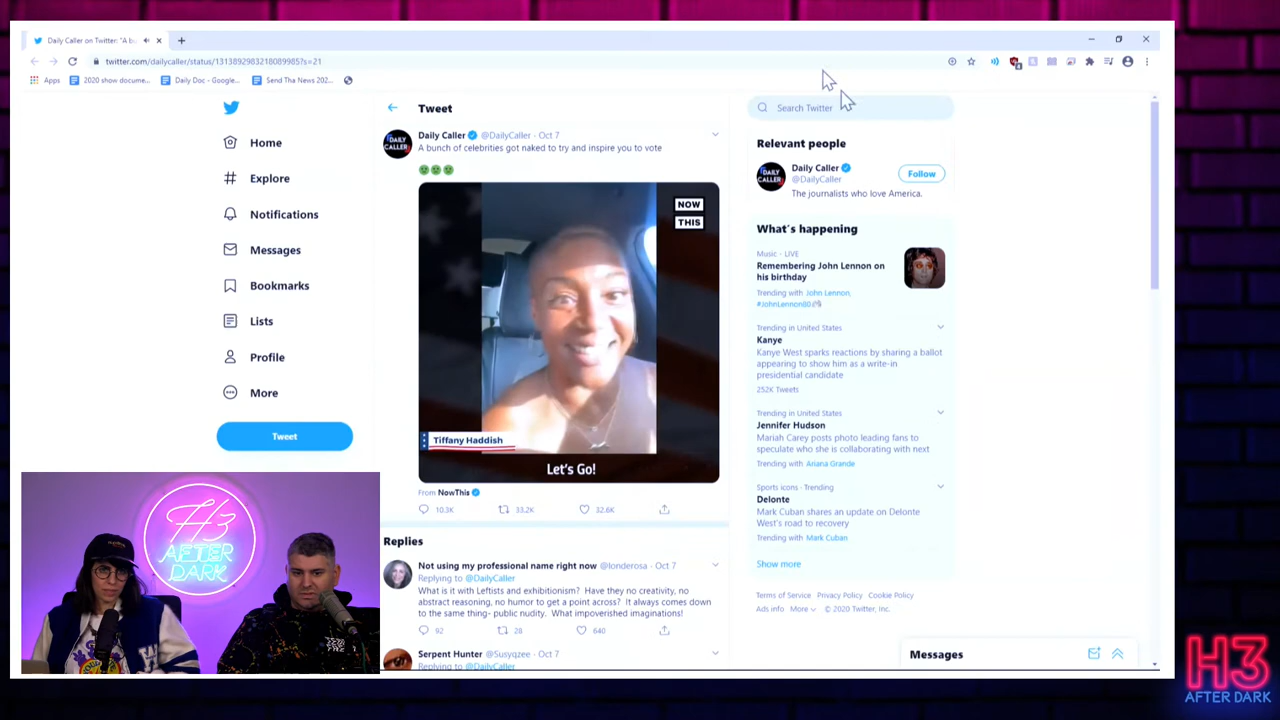 Daily Caller on Twitter: "A bu
twitter.com/dailycaller/status/1313892983218089985?s=21
Apps
2020 show docume...
Daily Doc - Google...
Send Tha News 202...
Home
Explore
Notifications
Messages
Bookmarks
Lists
Profile
More
Tweet
Tweet
Daily Caller @DailyCaller · Oct 7
A bunch of celebrities got naked to try and inspire you to vote
DAILY
CALLER
NOW
THIS
Tiffany Haddish
Let's Go!
From NowThis
10.3K 33.2K 32.6K
Replies
Not using my professional name right now @londerosa · Oct 7
Replying to @DailyCaller
What is it with Leftists and exhibitionism? Have they no creativity, no
abstract reasoning, no humor to get a point across? It always comes down
to the same thing- public nudity. What impoverished imaginations!
92 28 640
Serpent Hunter @Susyqzee · Oct 7
Replying to @DailyCaller
Search Twitter
Relevant people
DAILY
CALLER
Daily Caller
@DailyCaller
Follow
The journalists who love America.
What's happening
Music · LIVE
Remembering John Lennon on
his birthday
Trending with John Lennon,
#JohnLennon80
Trending in United States
Kanye
Kanye West sparks reactions by sharing a ballot
appearing to show him as a write-in
presidential candidate
252K Tweets
Trending in United States
Jennifer Hudson
Mariah Carey posts photo leading fans to
speculate who she is collaborating with next
Trending with Ariana Grande
Sports icons · Trending
Delonte
Mark Cuban shares an update on Delonte
West's road to recovery
Trending with Mark Cuban
Show more
Terms of Service Privacy Policy Cookie Policy
Ads info More © 2020 Twitter, Inc.
Messages
H3
AFTER
DARK
H3
AFTER DARK